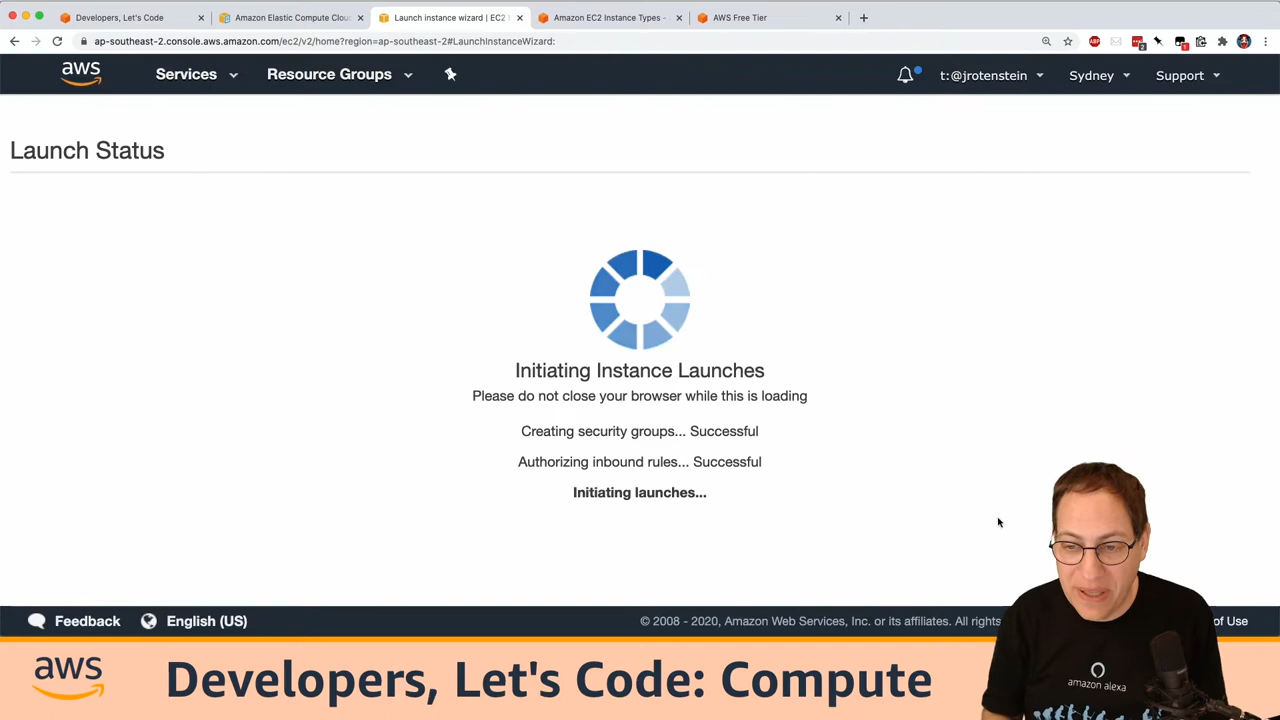 Developers, Let's Code
Amazon Elastic Compute Clou
Launch instance wizard | EC2
Amazon EC2 Instance Types -
AWS Free Tier
ap-southeast-2.console.aws.amazon.com/ec2/v2/home?region=ap-southeast-2#LaunchInstanceWizard:
ABP
2
1
aws
Services
Resource Groups
t:@jrotenstein
Sydney
Support
Launch Status
Initiating Instance Launches
Please do not close your browser while this is loading
Creating security groups... Successful
Authorizing inbound rules... Successful
Initiating launches...
Feedback
English (US)
© 2008 - 2020, Amazon Web Services, Inc. or its affiliates. All rights
of Use
aws
Developers, Let's Code: Compute
amazon alexa